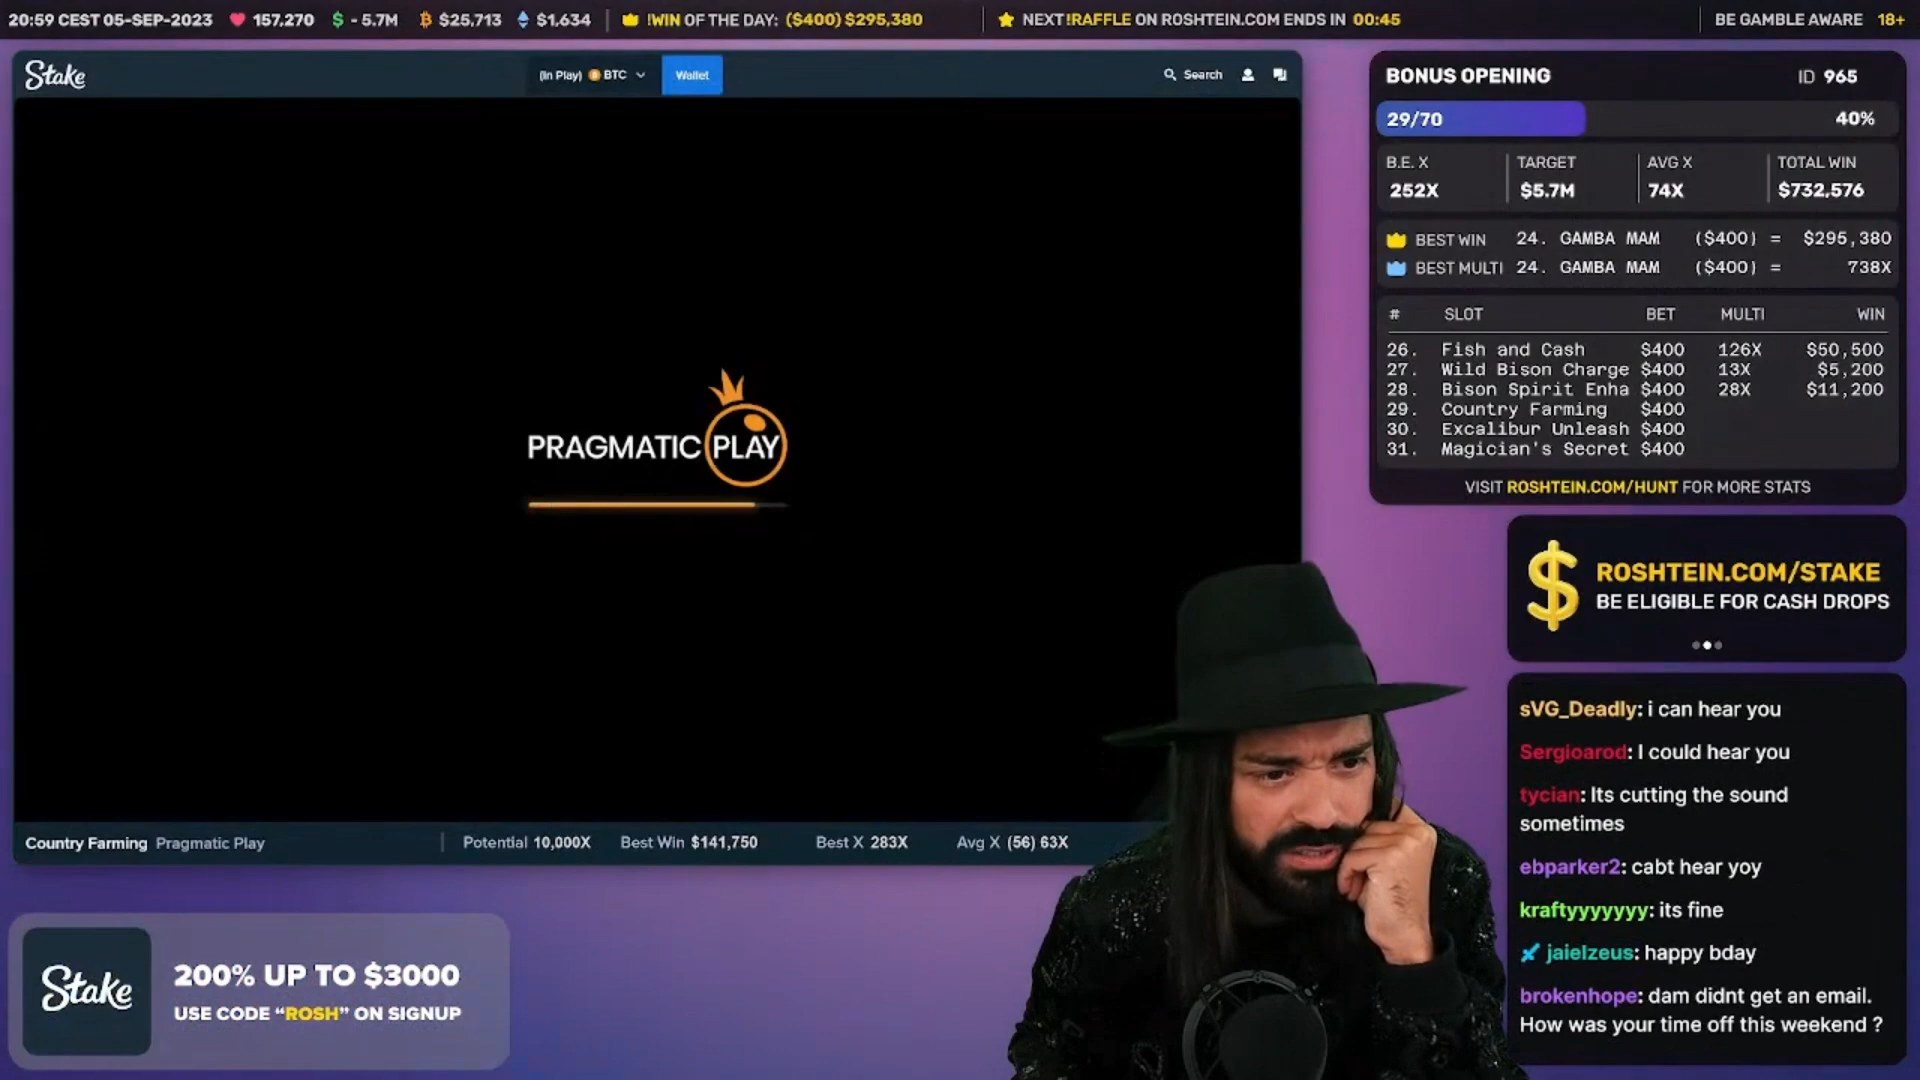 20:59 CEST 05-SEP-2023 157,270 $ - 5.7M $25,713 $1,634 !WIN OF THE DAY: ($400) $295,380 NEXT !RAFFLE ON ROSHTEIN.COM ENDS IN 00:45 BE GAMBLE AWARE 18+
Stake (In Play) BTC Wallet Search
PRAGMATIC PLAY
Country Farming Pragmatic Play Potential 10,000X Best Win $141,750 Best X 283X Avg X (56) 63X
Stake
200% UP TO $3000
USE CODE “ROSH” ON SIGNUP
BONUS OPENING ID 965
29/70 40%
B.E. X TARGET AVG X TOTAL WIN
252X $5.7M 74X $732,576
BEST WIN 24. GAMBA MAM ($400) = $295,380
BEST MULTI 24. GAMBA MAM ($400) = 738X
# SLOT BET MULTI WIN
26. Fish and Cash $400 126X $50,500
27. Wild Bison Charge $400 13X $5,200
28. Bison Spirit Enha $400 28X $11,200
29. Country Farming $400
30. Excalibur Unleash $400
31. Magician's Secret $400
VISIT ROSHTEIN.COM/HUNT FOR MORE STATS
$ ROSHTEIN.COM/STAKE
BE ELIGIBLE FOR CASH DROPS
sVG_Deadly: i can hear you
Sergioarod: I could hear you
tycian: Its cutting the sound
sometimes
ebparker2: cabt hear yoy
kraftyyyyyyy: its fine
jaielzeus: happy bday
brokenhope: dam didnt get an email.
How was your time off this weekend ?